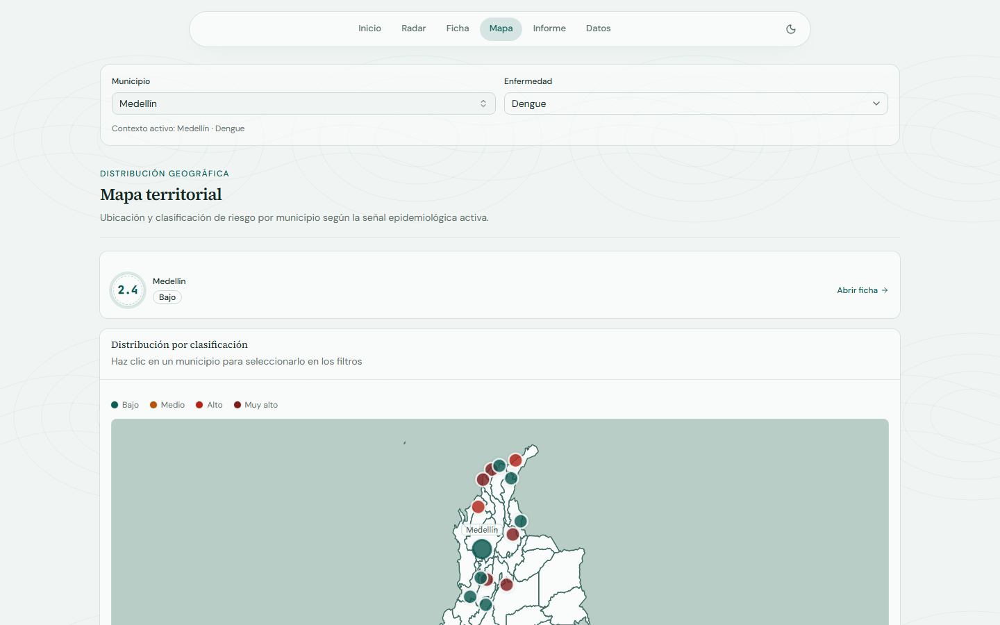 Inicio Radar Ficha Mapa Informe Datos
Municipio Enfermedad
Medellín Dengue
Contexto activo: Medellín · Dengue
DISTRIBUCIÓN GEOGRÁFICA
Mapa territorial
Ubicación y clasificación de riesgo por municipio según la señal epidemiológica activa.
2.4
Medellín
Bajo
Abrir ficha →
Distribución por clasificación
Haz clic en un municipio para seleccionarlo en los filtros
Bajo Medio Alto Muy alto
Medellín